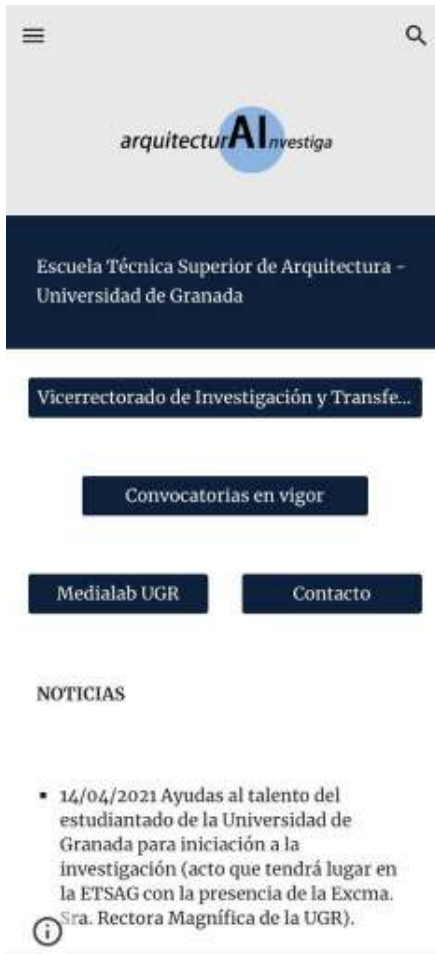 arquitecturAInvestiga
Escuela Técnica Superior de Arquitectura -
Universidad de Granada
Vicerrectorado de Investigación y Transfe...
Convocatorias en vigor
Medialab UGR
Contacto
NOTICIAS
▪ 14/04/2021 Ayudas al talento del
estudiantado de la Universidad de
Granada para iniciación a la
investigación (acto que tendrá lugar en
la ETSAG con la presencia de la Excma.
Sra. Rectora Magnífica de la UGR).